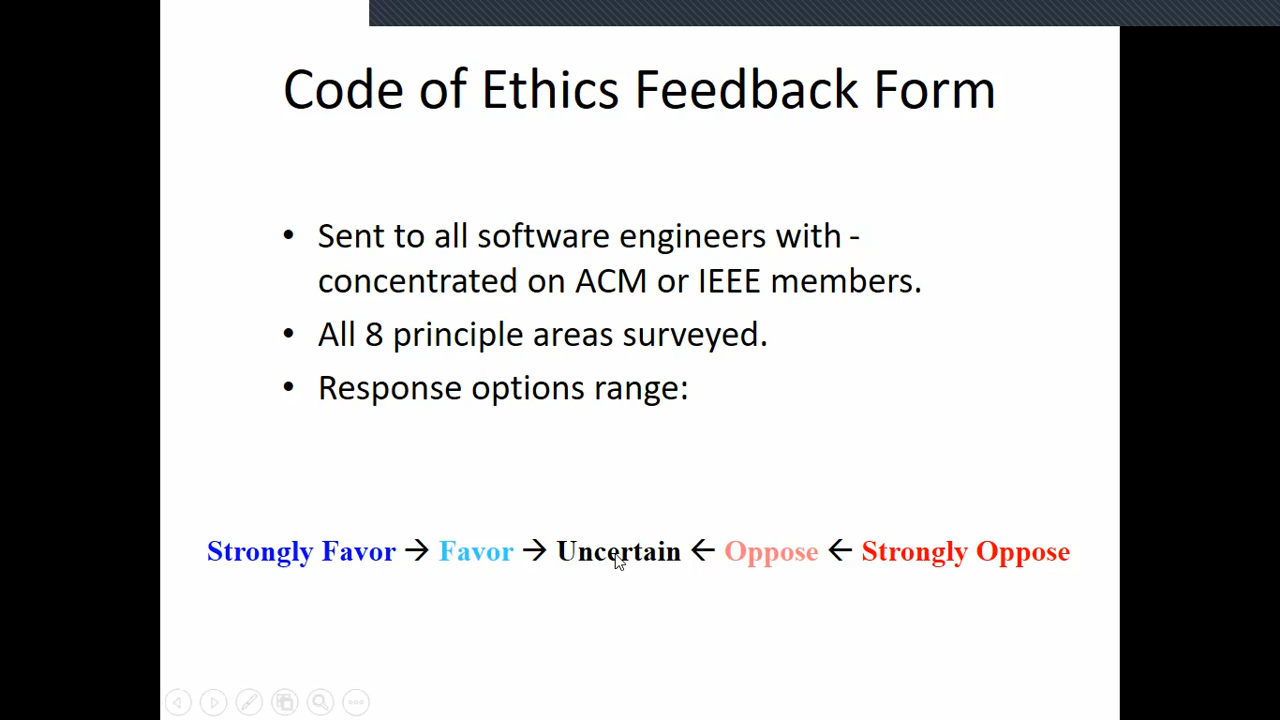 Code of Ethics Feedback Form
• Sent to all software engineers with -
concentrated on ACM or IEEE members.
• All 8 principle areas surveyed.
• Response options range:
Strongly Favor → Favor → Uncertain ← Oppose ← Strongly Oppose